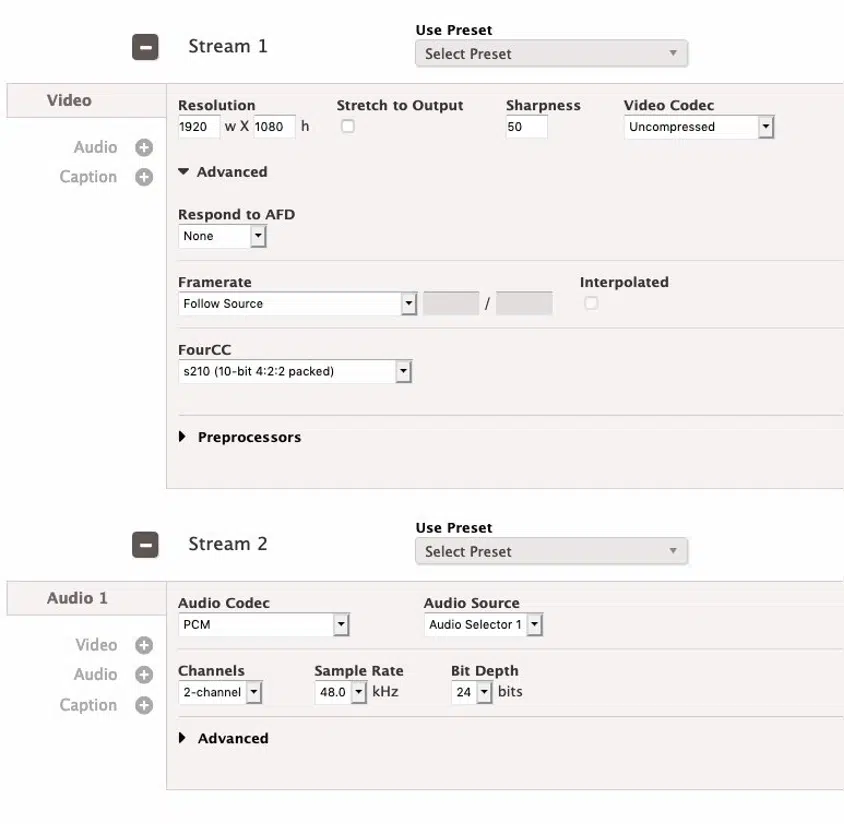 Use Preset
Stream 1
Select Preset
Video
Audio
Caption
Resolution
Stretch to Output
Sharpness
Video Codec
1920 w X 1080 h
50
Uncompressed
Advanced
Respond to AFD
None
Framerate
Interpolated
Follow Source
/
FourCC
s210 (10-bit 4:2:2 packed)
Preprocessors
Use Preset
Stream 2
Select Preset
Audio 1
Video
Audio
Caption
Audio Codec
Audio Source
PCM
Audio Selector 1
Channels
Sample Rate
Bit Depth
2-channel
48.0 kHz
24 bits
Advanced